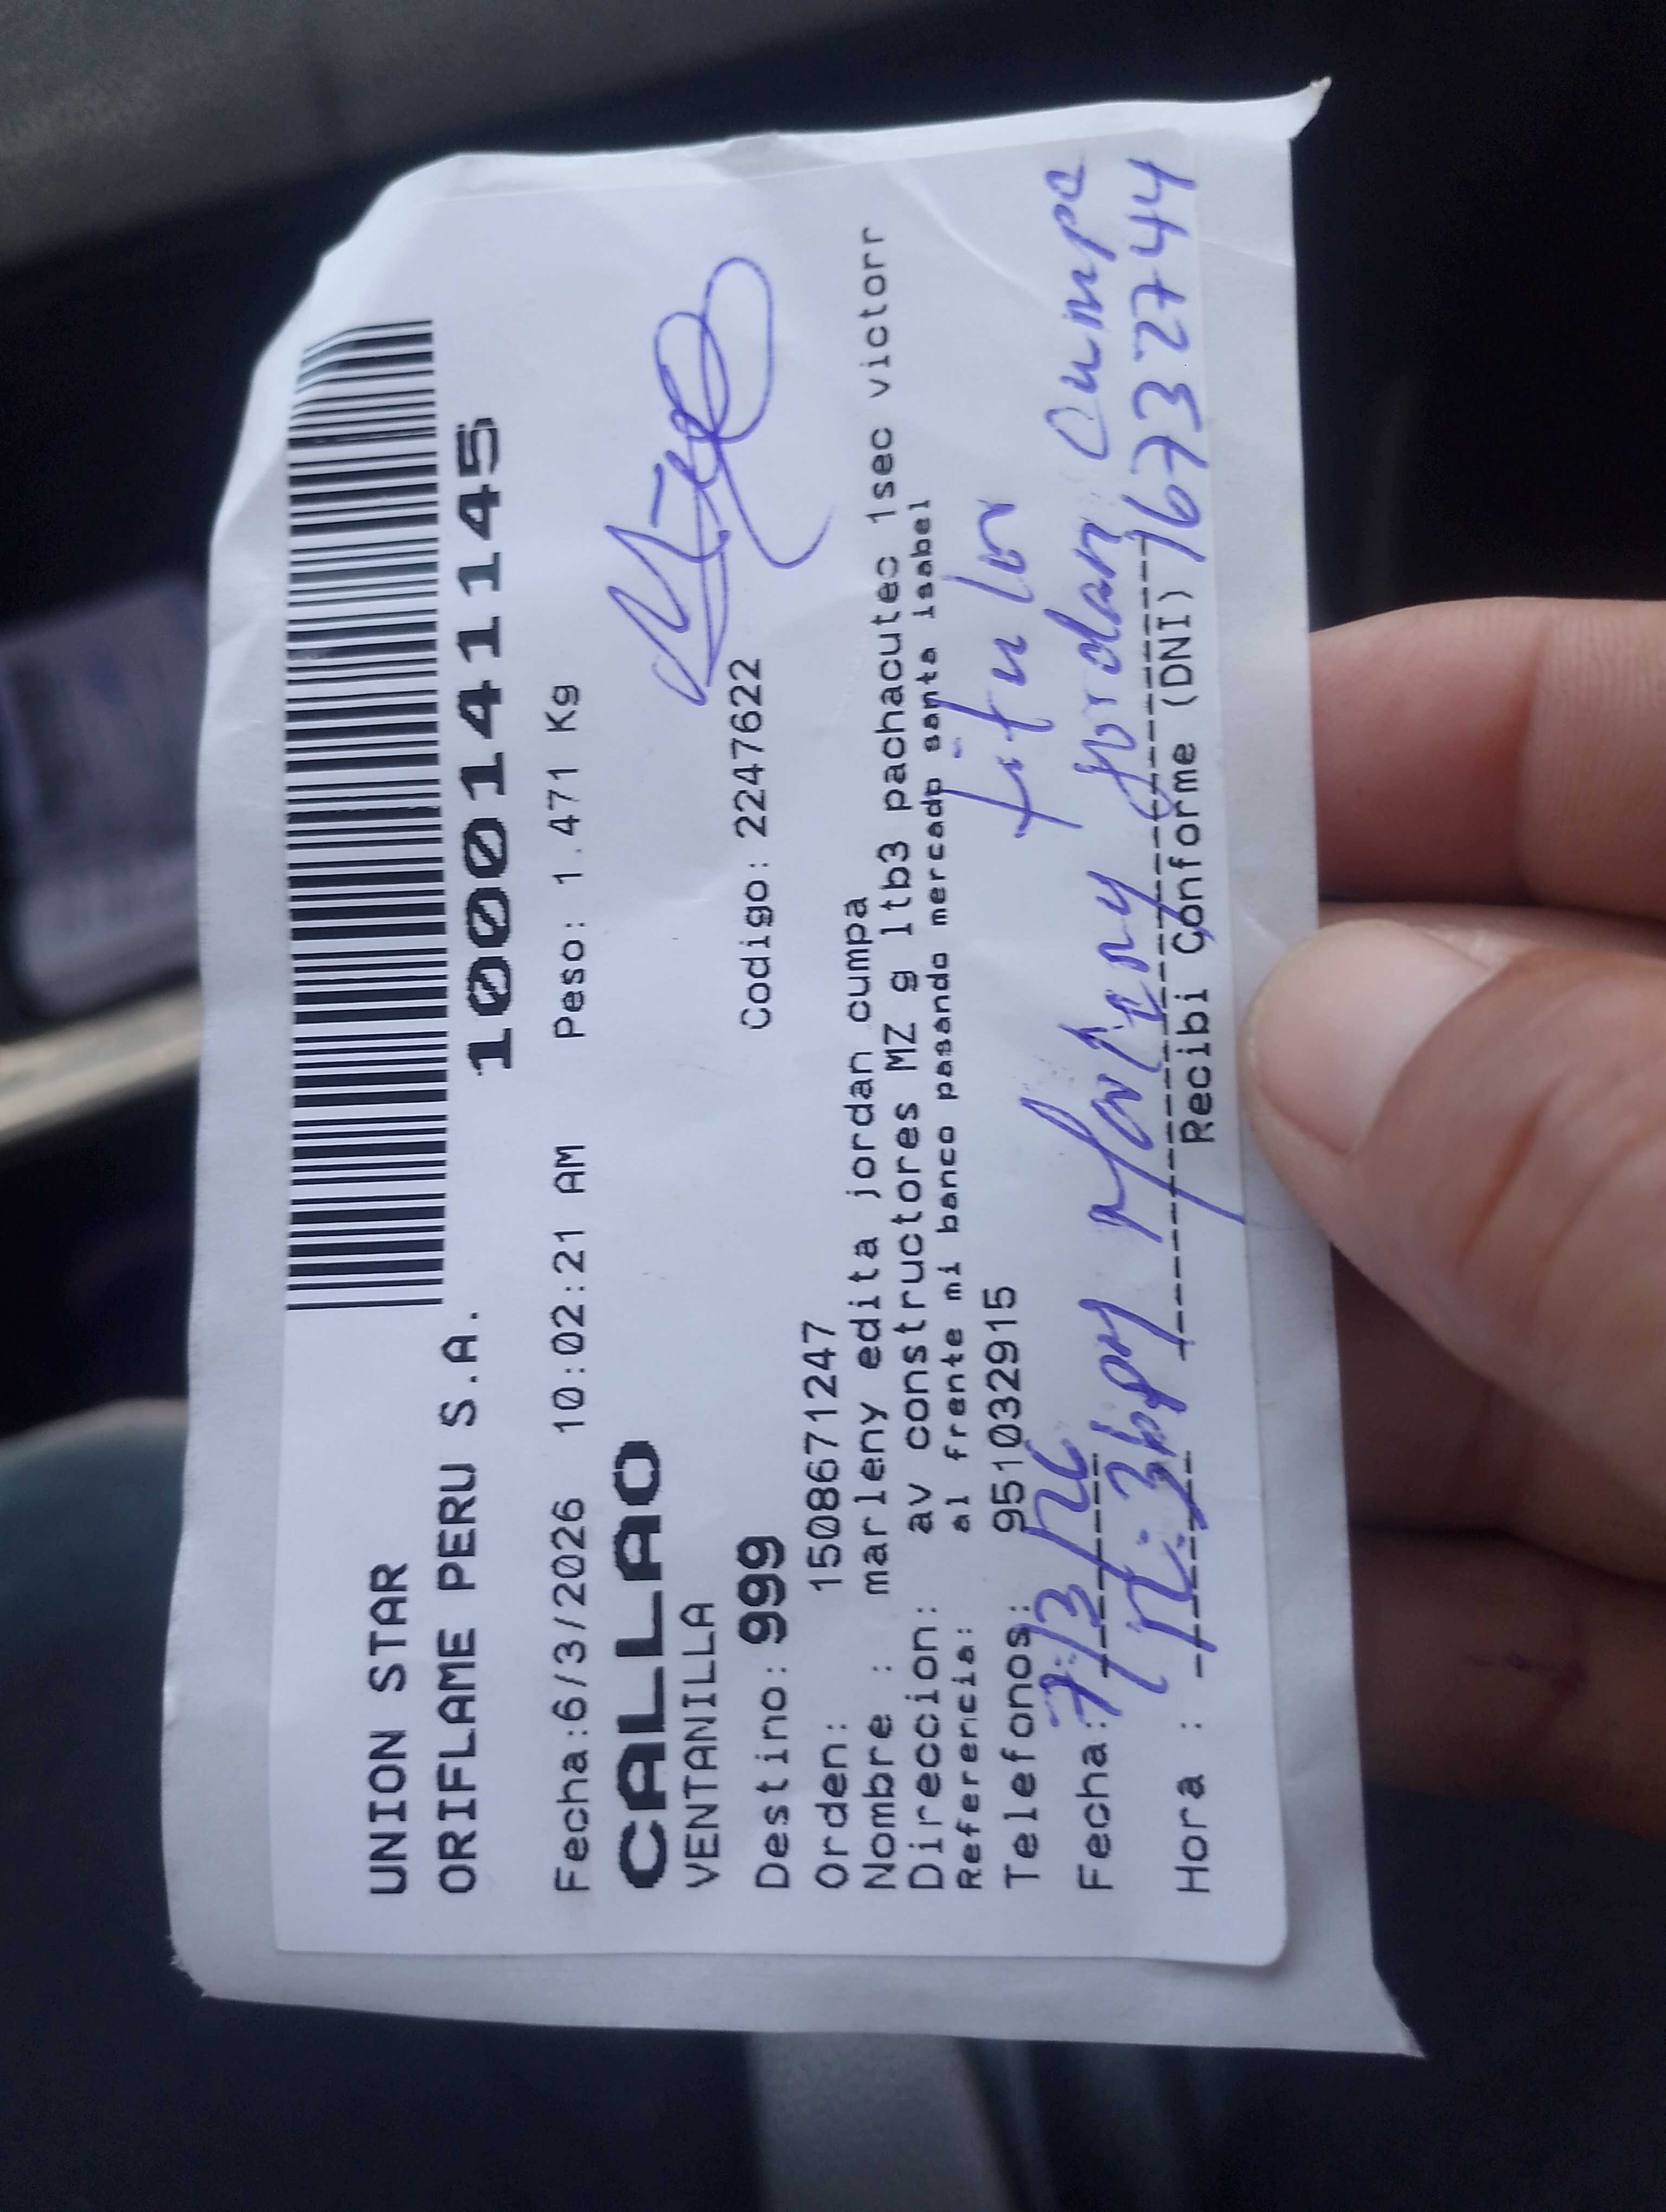 UNION STAR
ORIFLAME PERU S.A.
1000141145
Fecha:6/3/2026 10:02:21 AM Peso: 1.471 Kg
CALLAO
VENTANILLA
Destino: 999 Codigo: 2247622
Orden: 1508671247
Nombre : marleny edita jordan cumpa
Direccion: av constructores MZ g ltb3 pachacutec 1sec victorr
Referencia: al frente mi banco pasando mercado santa isabel
Telefonos: 951032915
titular
Fecha: 7/3/26 Marleny Jordan Cumpa
Hora : 12:36pm 16732744
Recibi Conforme (DNI)